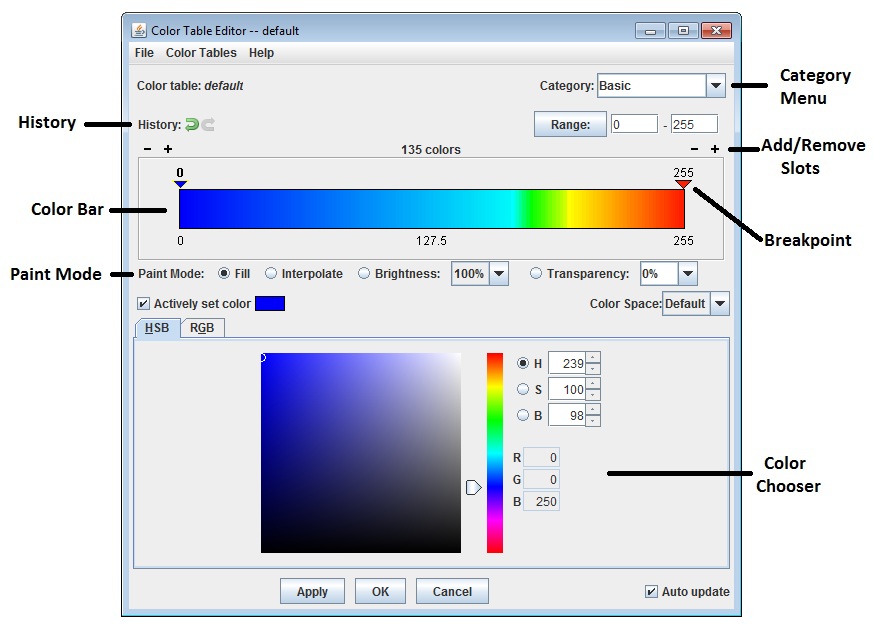 Color Table Editor -- default
File Color Tables Help
Color table: default
Category: Basic
Category
Menu
History
History:
Range: 0 - 255
- +
135 colors
- +
Add/Remove
Slots
0
255
Color Bar
Breakpoint
0
127.5
255
Paint Mode
Paint Mode: Fill Interpolate Brightness: 100% Transparency: 0%
Actively set color
Color Space: Default
HSB RGB
H 239
S 100
B 98
R 0
G 0
B 250
Color
Chooser
Apply OK Cancel
Auto update